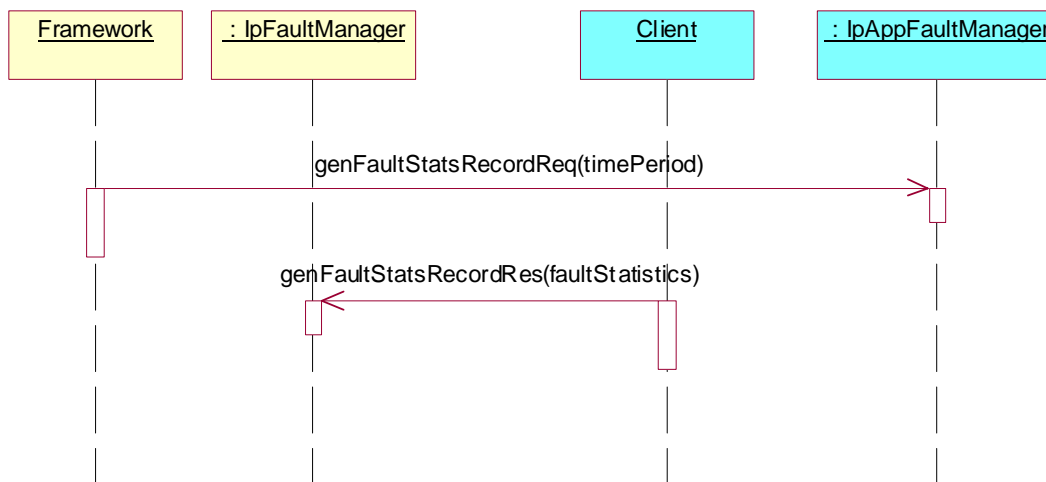 Framework
: IpFaultManager
Client
: IpAppFaultManager
genFaultStatsRecordReq(timePeriod)
genFaultStatsRecordRes(faultStatistics)